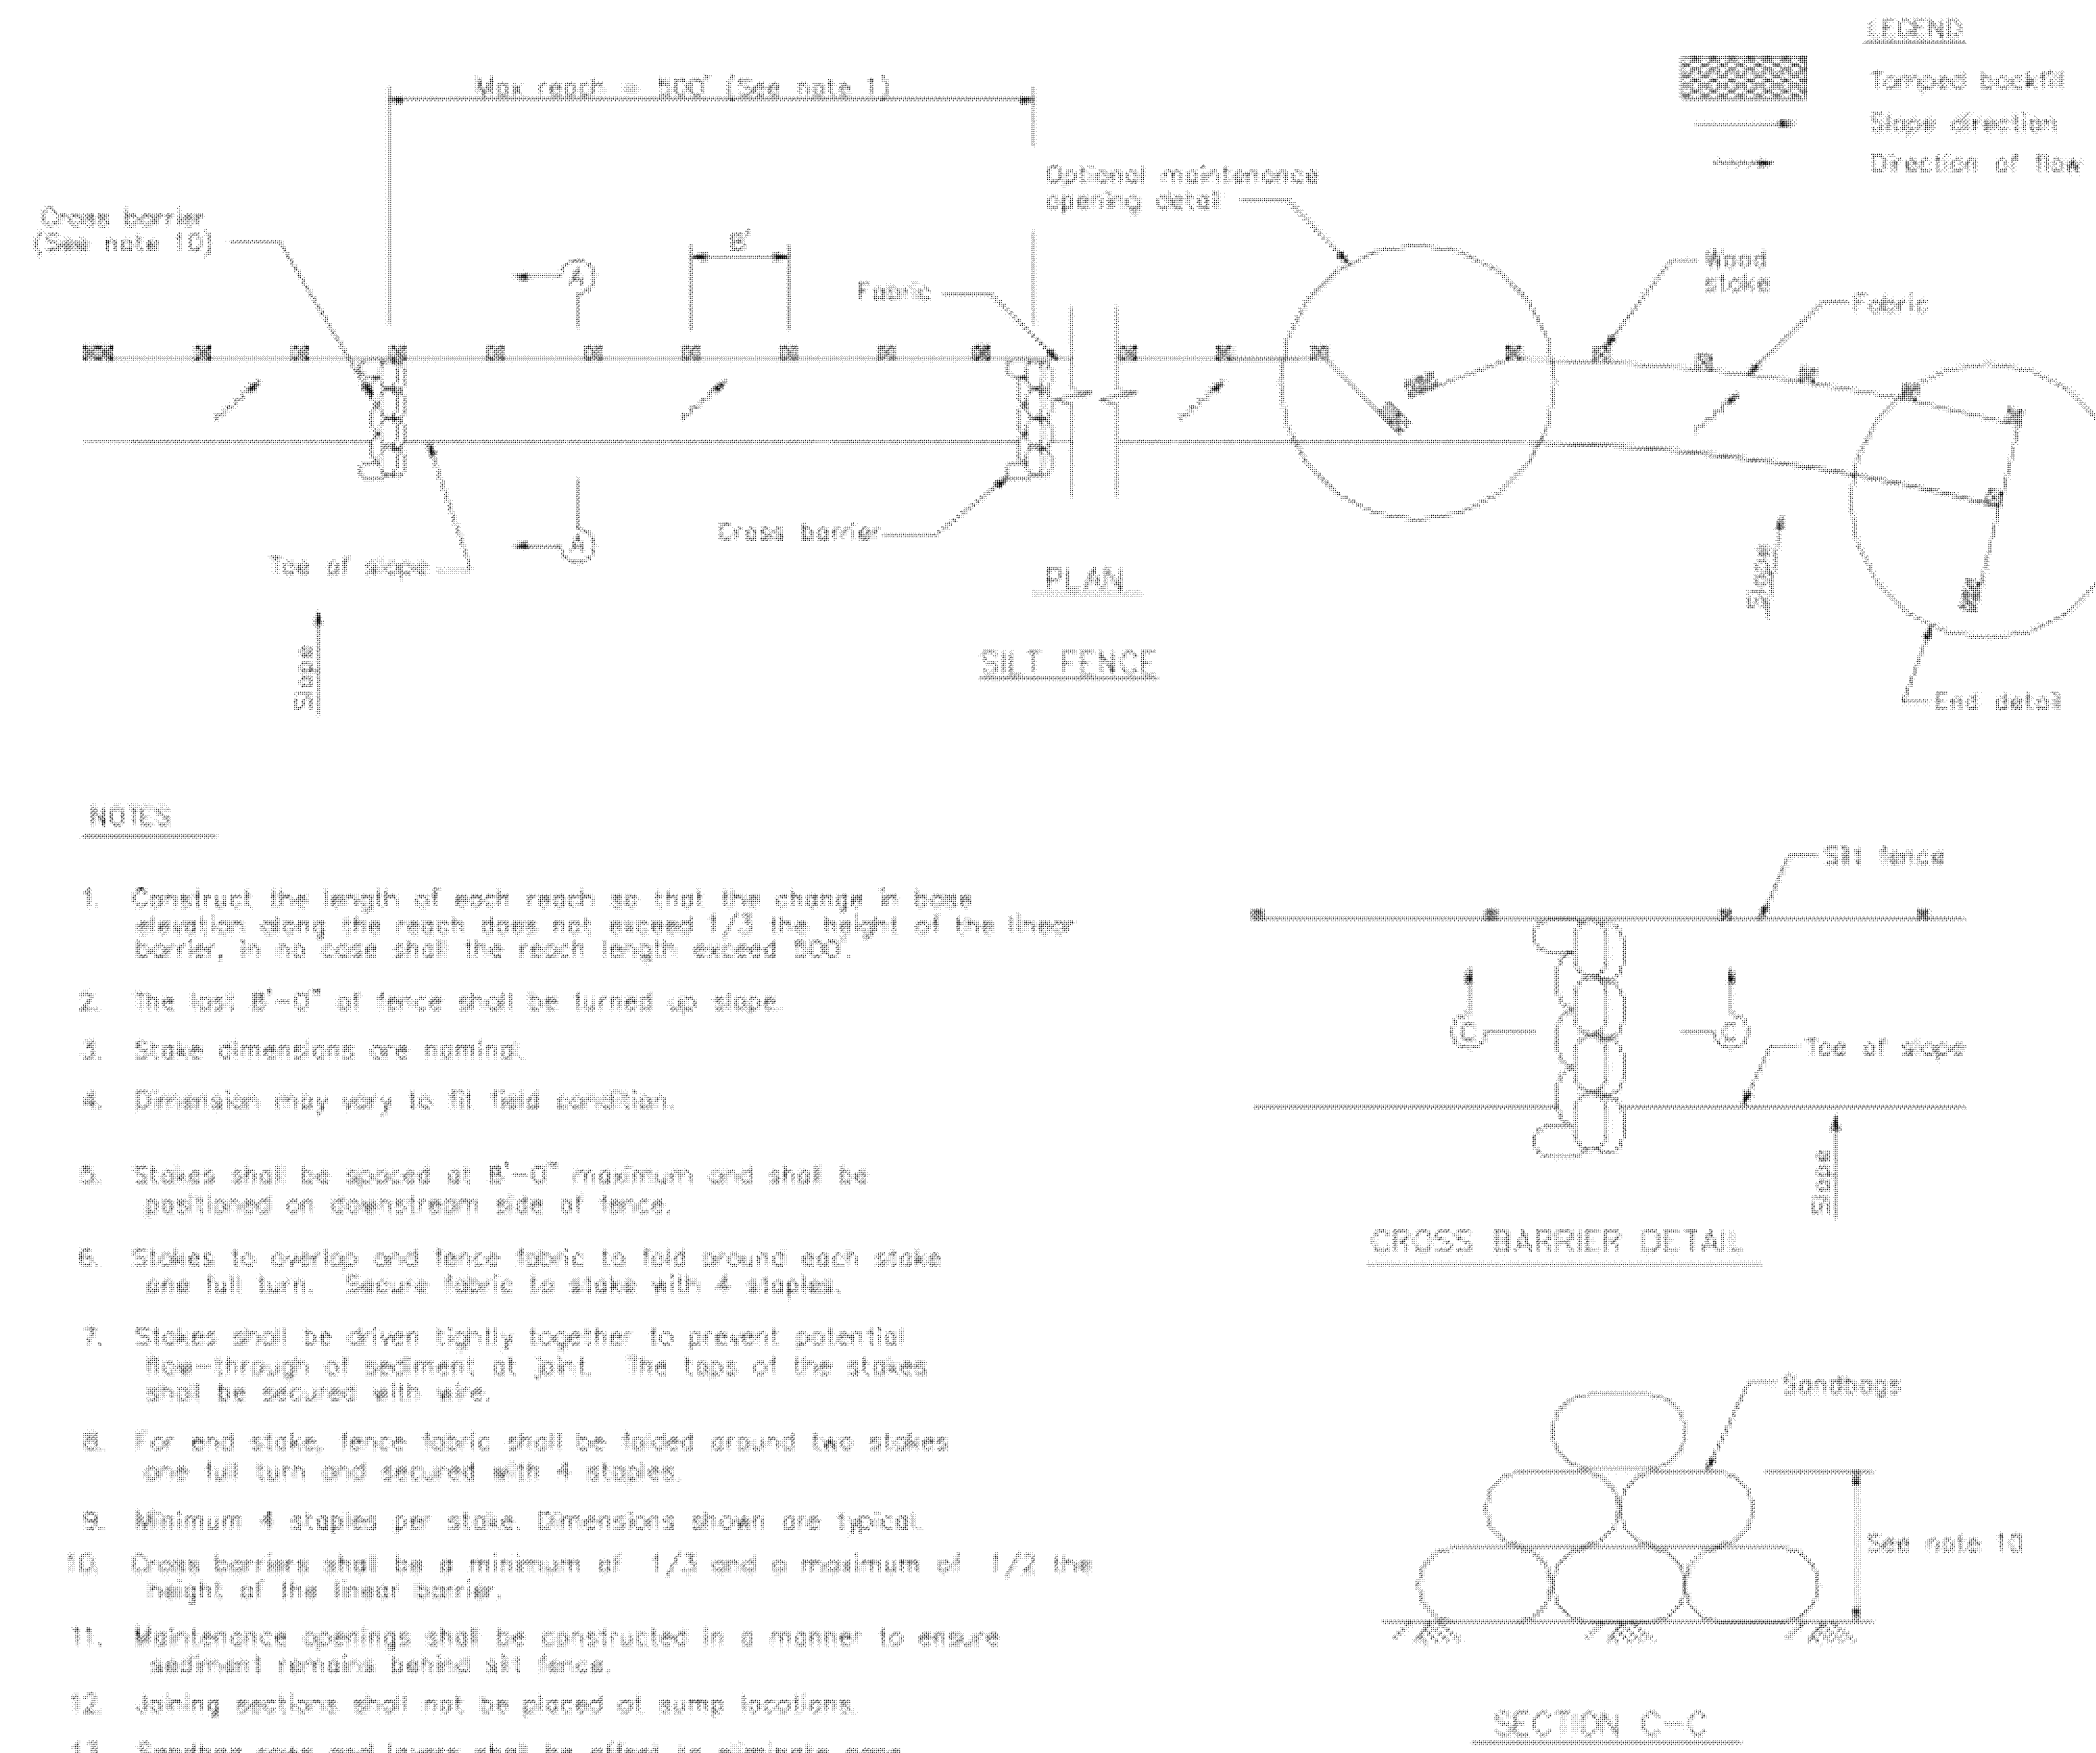 LEGEND
Tamped backfill
Slope direction
Direction of flow
Max reach = 500' (See note 1)
Optional maintenance
opening detail
Cross barrier
(See note 10)
8'
A
Fabric
Wood
stake
Fabric
Cross barrier
A
Toe of slope
PLAN
Slope
Slope
SILT FENCE
End detail
NOTES
1. Construct the length of each reach so that the change in base
elevation along the reach does not exceed 1/3 the height of the linear
barrier, in no case shall the reach length exceed 500'.
2. The last 8'-0" of fence shall be turned up slope.
3. Stake dimensions are nominal.
4. Dimension may vary to fit field condition.
5. Stakes shall be spaced at 8'-0" maximum and shall be
positioned on downstream side of fence.
6. Stakes to overlap and fence fabric to fold around each stake
one full turn. Secure fabric to stake with 4 staples.
7. Stakes shall be driven tightly together to prevent potential
flow-through of sediment at joint. The tops of the stakes
shall be secured with wire.
8. For end stake, fence fabric shall be folded around two stakes
one full turn and secured with 4 staples.
9. Minimum 4 staples per stake. Dimensions shown are typical.
10. Cross barriers shall be a minimum of 1/3 and a maximum of 1/2 the
height of the linear barrier.
11. Maintenance openings shall be constructed in a manner to ensure
sediment remains behind silt fence.
12. Joining sections shall not be placed at sump locations.
13. Sandbag rows and layers shall be offset to eliminate gaps.
Silt fence
C
C
Toe of slope
Slope
CROSS BARRIER DETAIL
Sandbags
See note 10
SECTION C-C